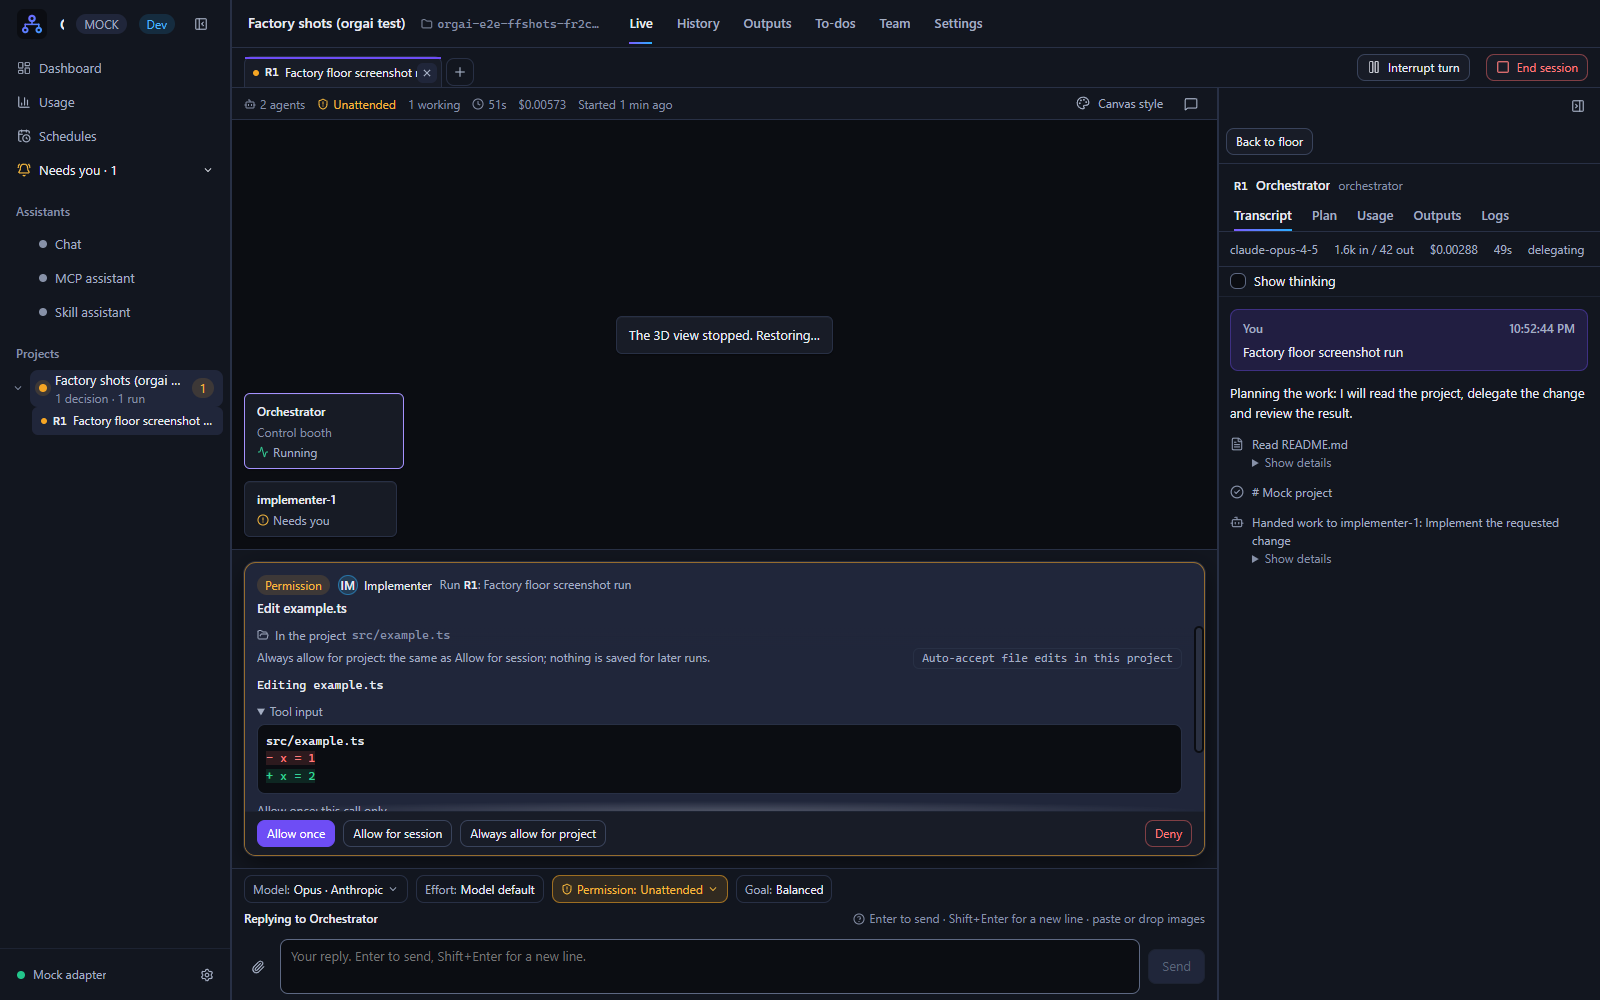 MOCK
Dev
Dashboard
Usage
Schedules
Needs you · 1
Assistants
Chat
MCP assistant
Skill assistant
Projects
Factory shots (orgai ...
1 decision · 1 run
1
R1 Factory floor screenshot ...
Mock adapter
Factory shots (orgai test)
orgai-e2e-ffshots-fr2c…
Live
History
Outputs
To-dos
Team
Settings
R1 Factory floor screenshot
Interrupt turn
End session
2 agents
Unattended
1 working
51s
$0.00573
Started 1 min ago
Canvas style
The 3D view stopped. Restoring...
Orchestrator
Control booth
Running
implementer-1
Needs you
Permission
IM
Implementer
Run R1: Factory floor screenshot run
Edit example.ts
In the project src/example.ts
Always allow for project: the same as Allow for session; nothing is saved for later runs.
Auto-accept file edits in this project
Editing example.ts
Tool input
src/example.ts
- x = 1
+ x = 2
Allow once: this call only
Allow once
Allow for session
Always allow for project
Deny
Model: Opus · Anthropic
Effort: Model default
Permission: Unattended
Goal: Balanced
Replying to Orchestrator
Enter to send · Shift+Enter for a new line · paste or drop images
Your reply. Enter to send, Shift+Enter for a new line.
Send
Back to floor
R1 Orchestrator orchestrator
Transcript
Plan
Usage
Outputs
Logs
claude-opus-4-5
1.6k in / 42 out
$0.00288
49s
delegating
Show thinking
You
10:52:44 PM
Factory floor screenshot run
Planning the work: I will read the project, delegate the change
and review the result.
Read README.md
Show details
# Mock project
Handed work to implementer-1: Implement the requested
change
Show details